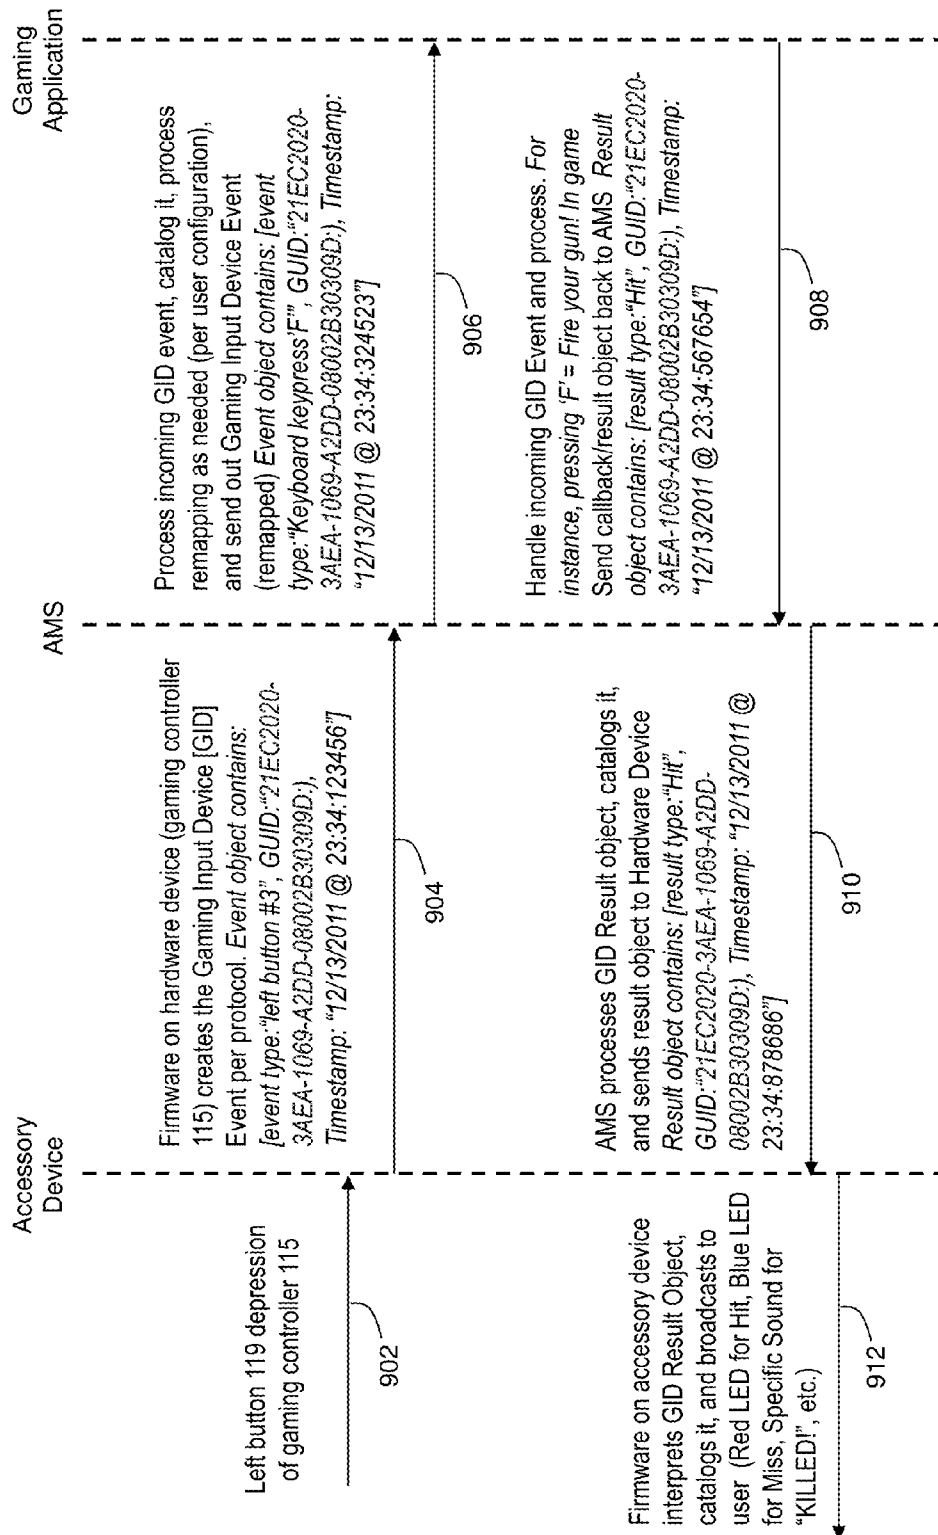 Accessory
Device
AMS
Gaming
Application
Left button 119 depression
of gaming controller 115
902
Firmware on hardware device (gaming controller
115) creates the Gaming Input Device [GID]
Event per protocol. Event object contains:
[event type:“left button #3”, GUID:“21EC2020-
3AEA-1069-A2DD-08002B30309D:), 
Timestamp: “12/13/2011 @ 23:34:123456”]
904
Process incoming GID event, catalog it, process
remapping as needed (per user configuration),
and send out Gaming Input Device Event
(remapped) Event object contains: [event
type:“Keyboard keypress‘F’”, GUID:“21EC2020-
3AEA-1069-A2DD-08002B30309D:), Timestamp:
“12/13/2011 @ 23:34:324523”]
906
Handle incoming GID Event and process. For
instance, pressing ‘F’ = Fire your gun! In game
Send callback/result object back to AMS Result
object contains: [result type:“Hit”, GUID:“21EC2020-
3AEA-1069-A2DD-08002B30309D:), Timestamp:
“12/13/2011 @ 23:34:567654”]
908
AMS processes GID Result object, catalogs it,
and sends result object to Hardware Device
Result object contains: [result type:“Hit”,
GUID:“21EC2020-3AEA-1069-A2DD-
08002B30309D:), Timestamp: “12/13/2011 @
23:34:878686”]
910
Firmware on accessory device
interprets GID Result Object,
catalogs it, and broadcasts to
user (Red LED for Hit, Blue LED
for Miss, Specific Sound for
“KILLED!”, etc.)
912